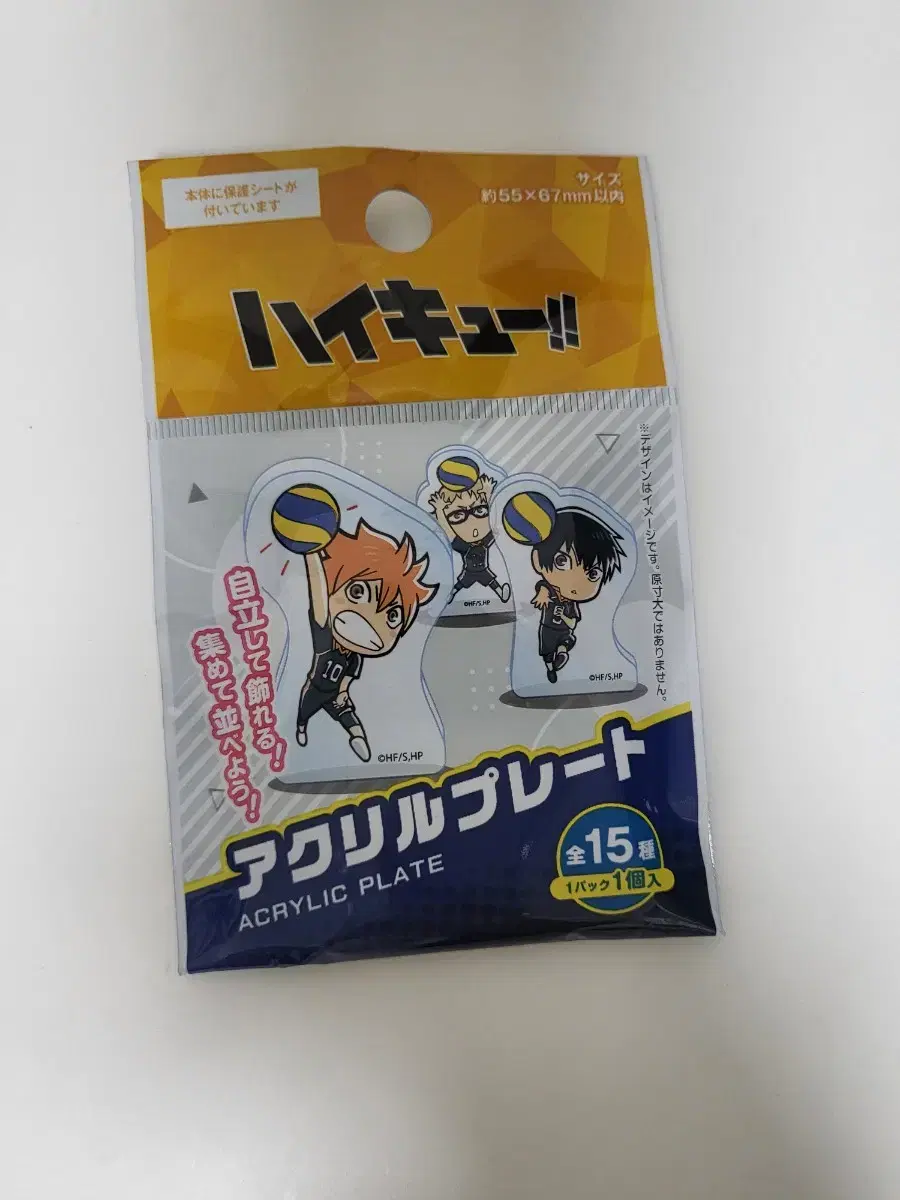 本体に保護シートが
付いています
サイズ
約55×67mm以内
ハイキュー!!
※デザインはイメージです。原寸大ではありません。
自立して飾れる!
集めて並べよう!
10
©HF/S,HP
©HF/S,HP
©HF/S,HP
アクリルプレート
ACRYLIC PLATE
全15種
1パック1個入